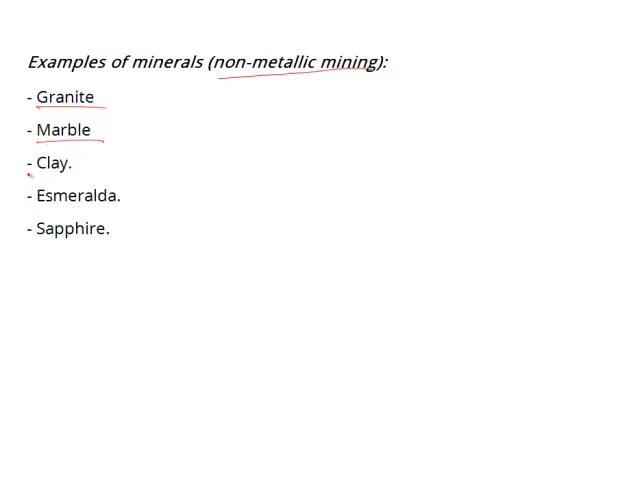 Examples of minerals (non-metallic mining):
- Granite
- Marble
- Clay.
- Esmeralda.
- Sapphire.